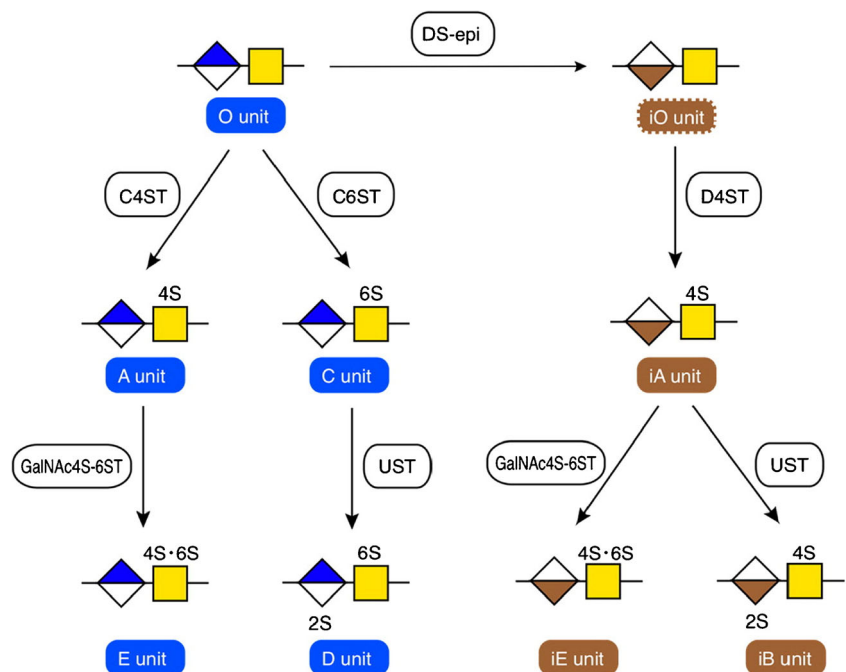 DS-epi
O unit
iO unit
C4ST
C6ST
D4ST
4S
6S
4S
A unit
C unit
iA unit
GalNAc4S-6ST
UST
GalNAc4S-6ST
UST
4S·6S
6S
4S·6S
4S
2S
2S
E unit
D unit
iE unit
iB unit